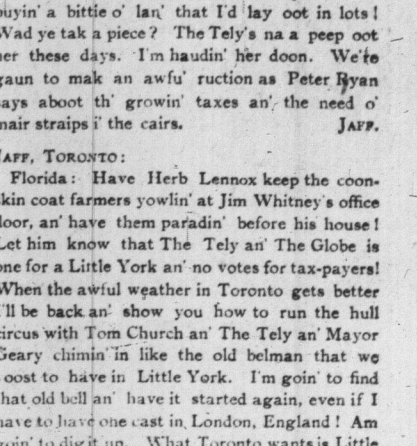 buyin' a bittie o' lan' that I'd lay oot in lots!
Wad ye tak a piece? The Tely's na a peep oot
her these days. I'm haudin' her doon. We're
gaun to mak an awfu' ruction as Peter Ryan
says aboot th' growin' taxes an', the need o'
mair straips i' the cairs. JAFF.
JAFF, TORONTO:
Florida: Have Herb Lennox keep the coon-
skin coat farmers yowlin' at Jim Whitney's office
door, an' have them paradin' before his house!
Let him know that The Tely an' The Globe is
one for a Little York an' no votes for tax-payers!
When the awful weather in Toronto gets better
I'll be back an' show you how to run the hull
circus with Tom Church an' The Tely an' Mayor
Geary chimin' in like the old belman that we
oost to have in Little York. I'm goin' to find
that old bell an' have it started again, even if I
have to have one cast in London, England! Am
goin' to dig it up. What Toronto wants is Little